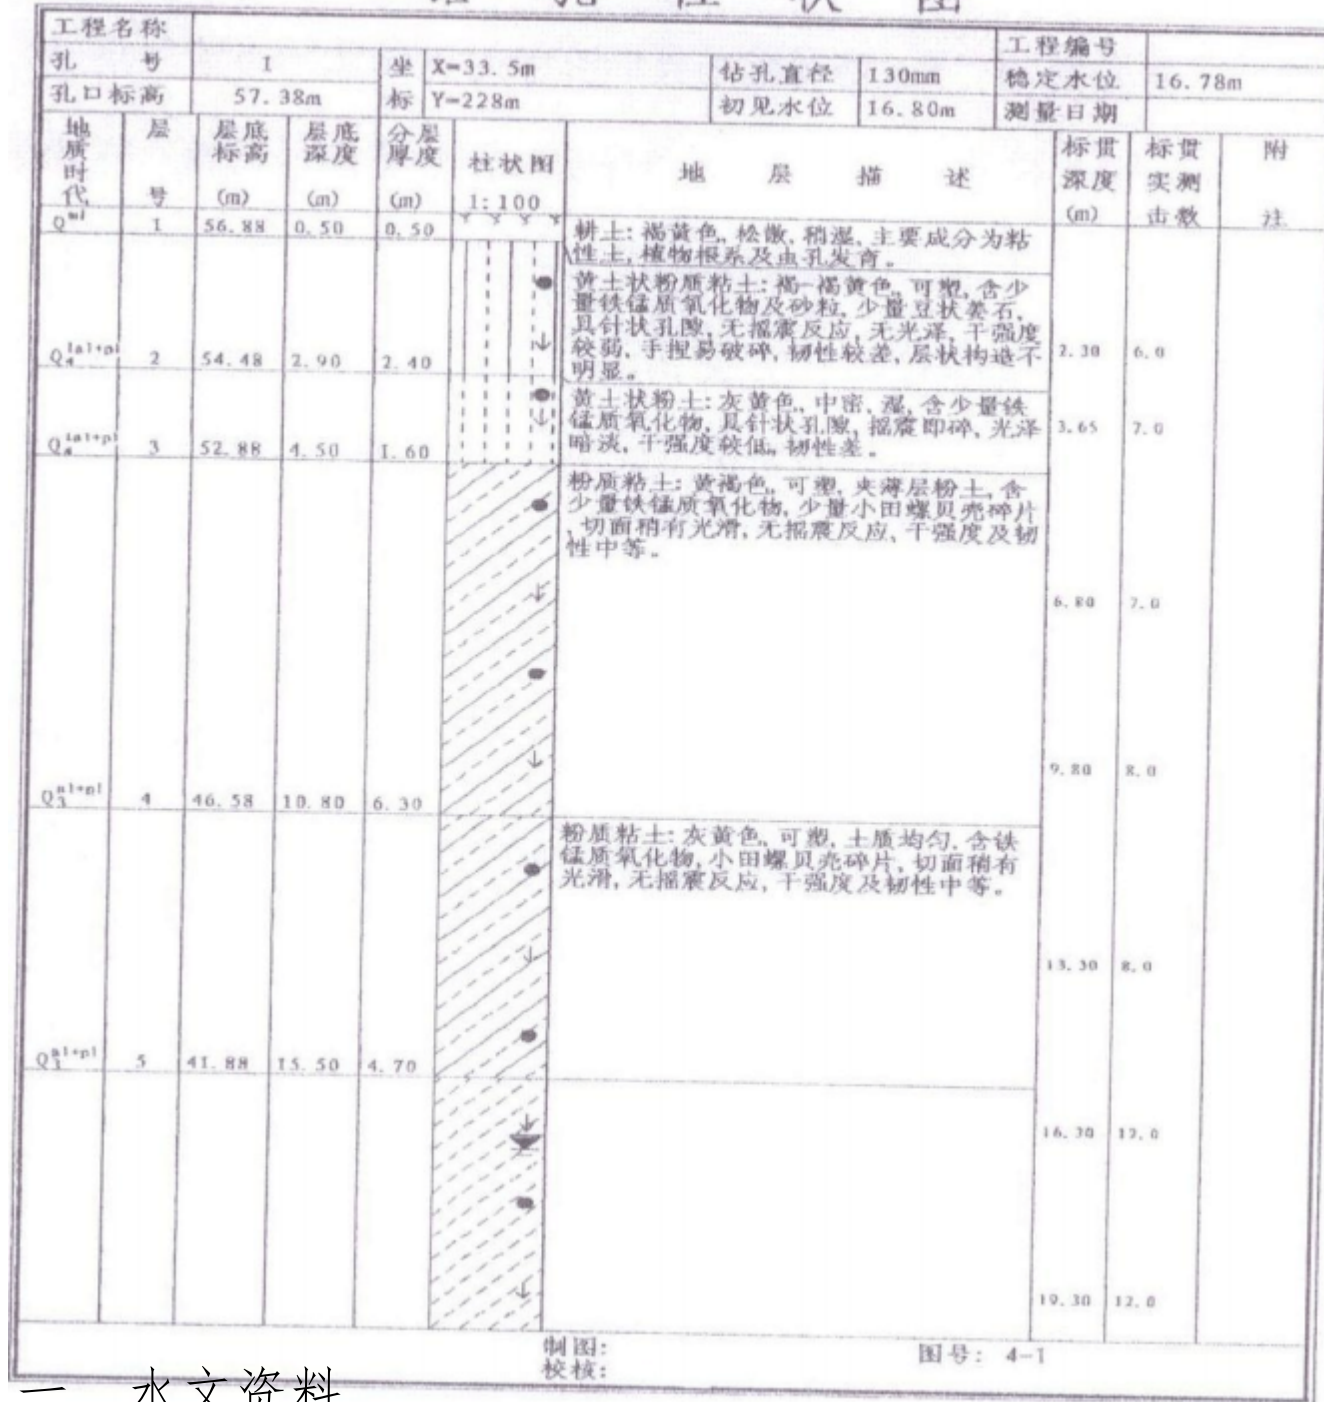 孔 柱 状 图
工程名称 工程编号
孔 号 1 坐 X=33.5m 钻孔直径 130mm 稳定水位 16.78m
孔口标高 57.38m 标 Y=228m 初见水位 16.80m 测量日期
地质时代 层号 层底标高(m) 层底深度(m) 分层厚度(m) 柱状图 1:100 地 层 描 述 标贯深度(m) 标贯实测击数 附注
Q^ml 1 56.88 0.50 0.50
耕土:褐黄色,松散,稍湿,主要成分为粘
性土,植物根系及虫孔发育。
黄土状粉质粘土:褐-褐黄色,可塑,含少
量铁锰质氧化物及砂粒,少量豆状姜石,
具针状孔隙,无摇震反应,无光泽,干强度
较弱,手捏易破碎,韧性较差,层状构造不
明显。
Q4^1al+pl 2 54.48 2.90 2.40 2.30 6.0
黄土状粉土:灰黄色,中密,湿,含少量铁
锰质氧化物,具针状孔隙,摇震即碎,光泽
暗淡,干强度较低,韧性差。
Q4^1al+pl 3 52.88 4.50 1.60 3.65 7.0
粉质粘土:黄褐色,可塑,夹薄层粉土,含
少量铁锰质氧化物,少量小田螺贝壳碎片
,切面稍有光滑,无摇震反应,干强度及韧
性中等。
6.80 7.0
9.80 8.0
Q3^al+pl 4 46.58 10.80 6.30
粉质粘土:灰黄色,可塑,土质均匀,含铁
锰质氧化物,小田螺贝壳碎片,切面稍有
光滑,无摇震反应,干强度及韧性中等。
13.30 8.0
Q3^al+pl 5 41.88 15.50 4.70
16.30
19.30 12.0
制图: 图号: 4-1
校核:
一 水文资料